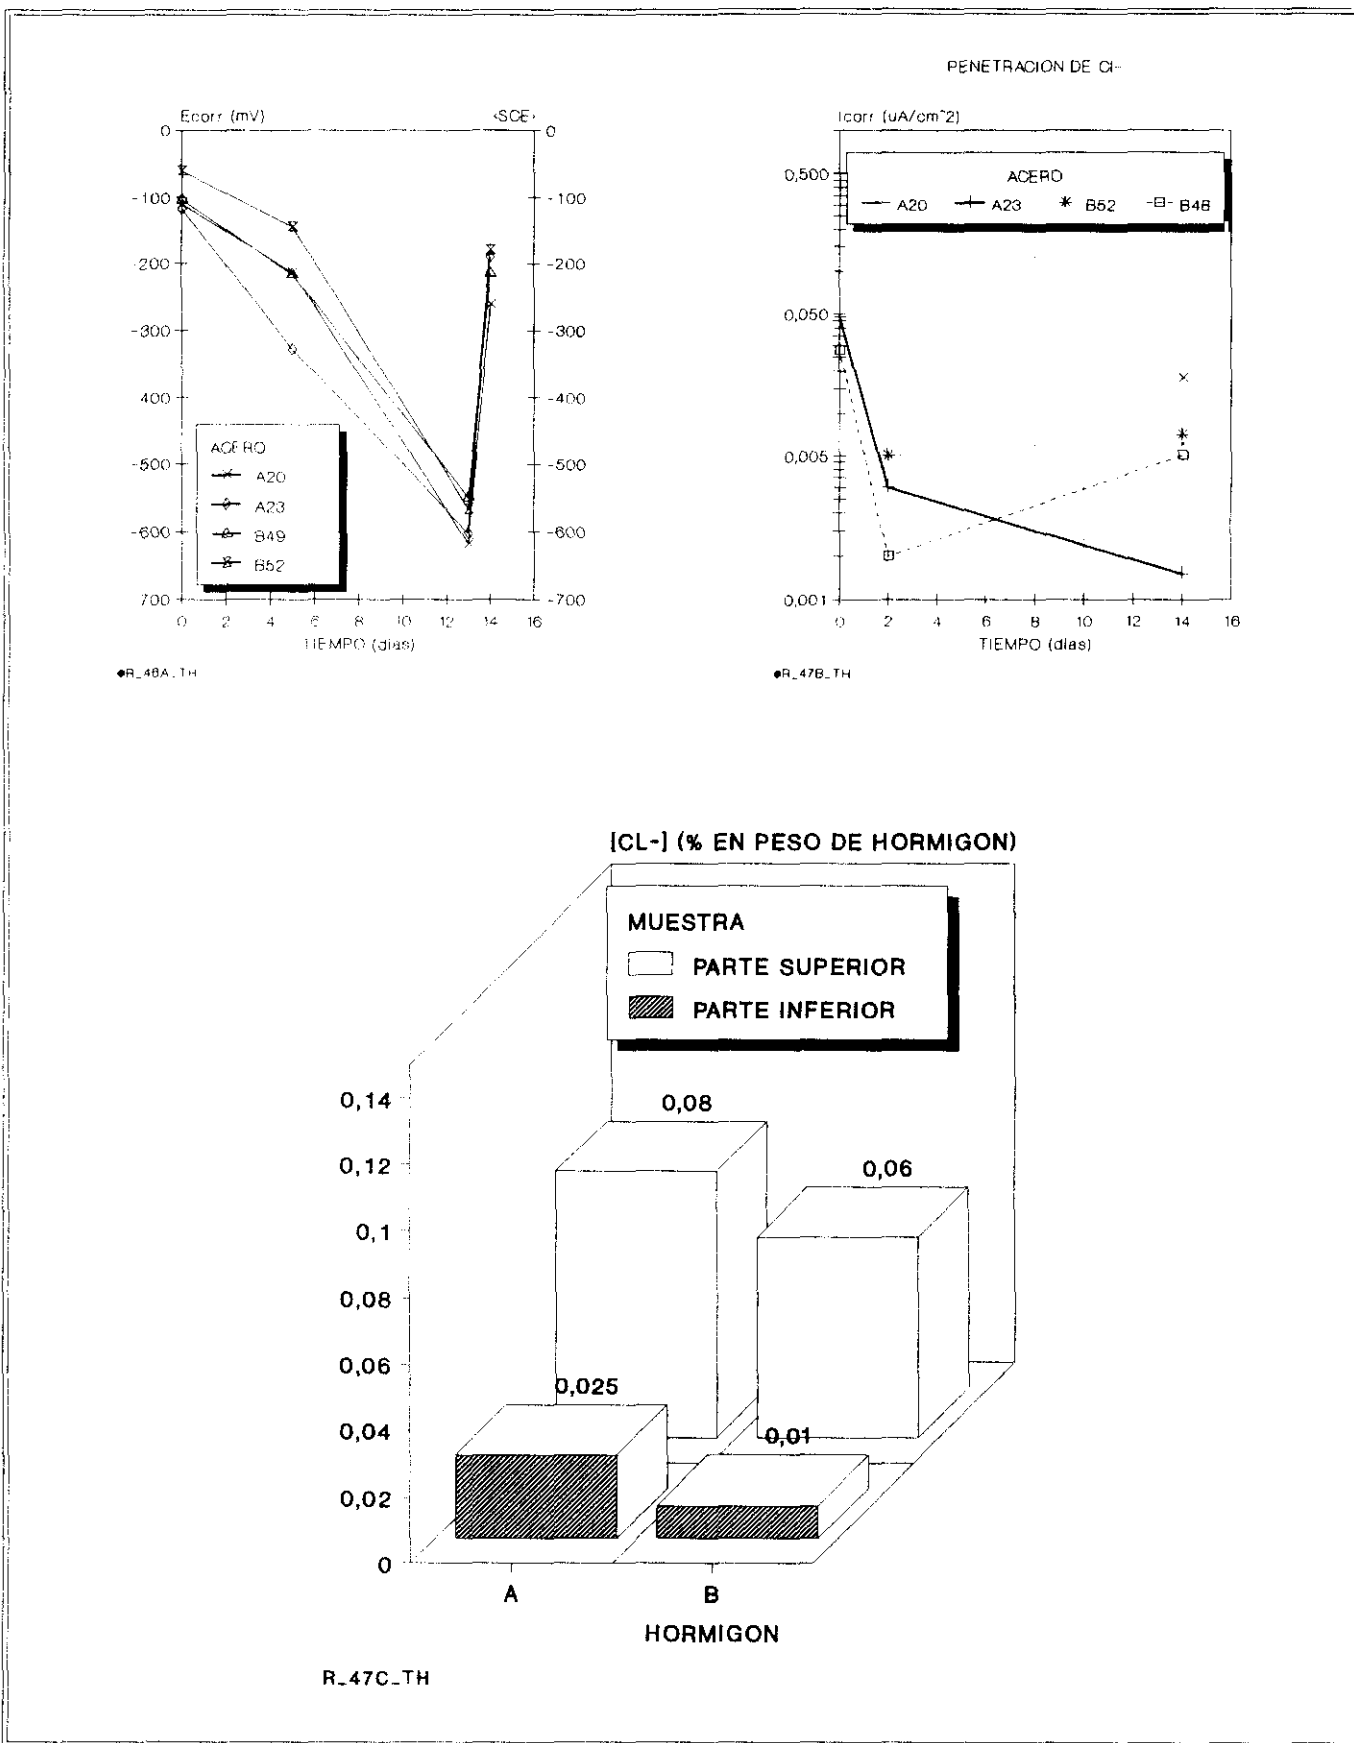 PENETRACION DE Cl-
Ecorr (mV) <SCE>
0 0
-100 -100
-200 -200
-300 -300
-400 -400
-500 -500
-600 -600
-700 -700
ACERO
A20
A23
B49
B52
0 2 4 6 8 10 12 14 16
TIEMPO (dias)
Icorr (uA/cm^2)
0,500
0,050
0,005
0,001
ACERO
A20 A23 B52 B48
0 2 4 6 8 10 12 14 16
TIEMPO (dias)
R_47B_TH
[CL-] (% EN PESO DE HORMIGON)
MUESTRA
PARTE SUPERIOR
PARTE INFERIOR
0,14
0,12
0,1
0,08
0,06
0,04
0,02
0
0,08
0,06
0,025
0,01
A B
HORMIGON
R_47C_TH